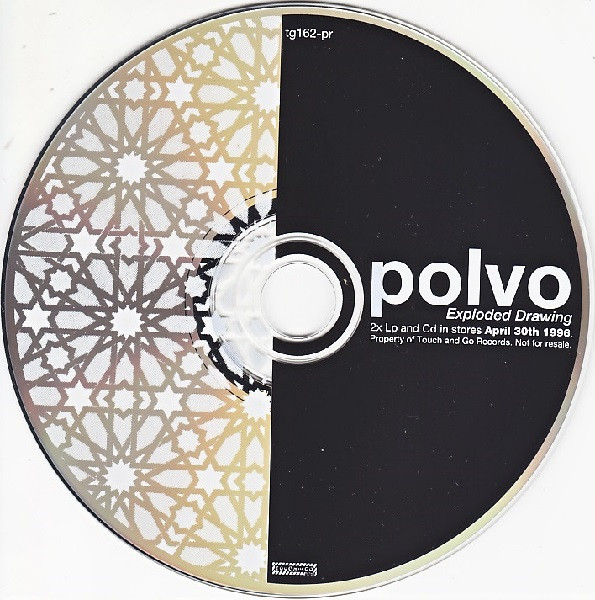 tg162-pr
polvo
Exploded Drawing
2x Lp and Cd in stores April 30th 1996.
Property of Touch and Go Records. Not for resale.